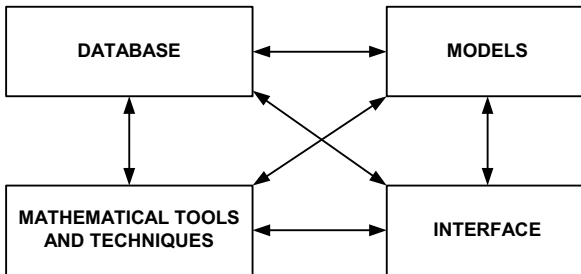 DATABASE
MODELS
MATHEMATICAL TOOLS
AND TECHNIQUES
INTERFACE